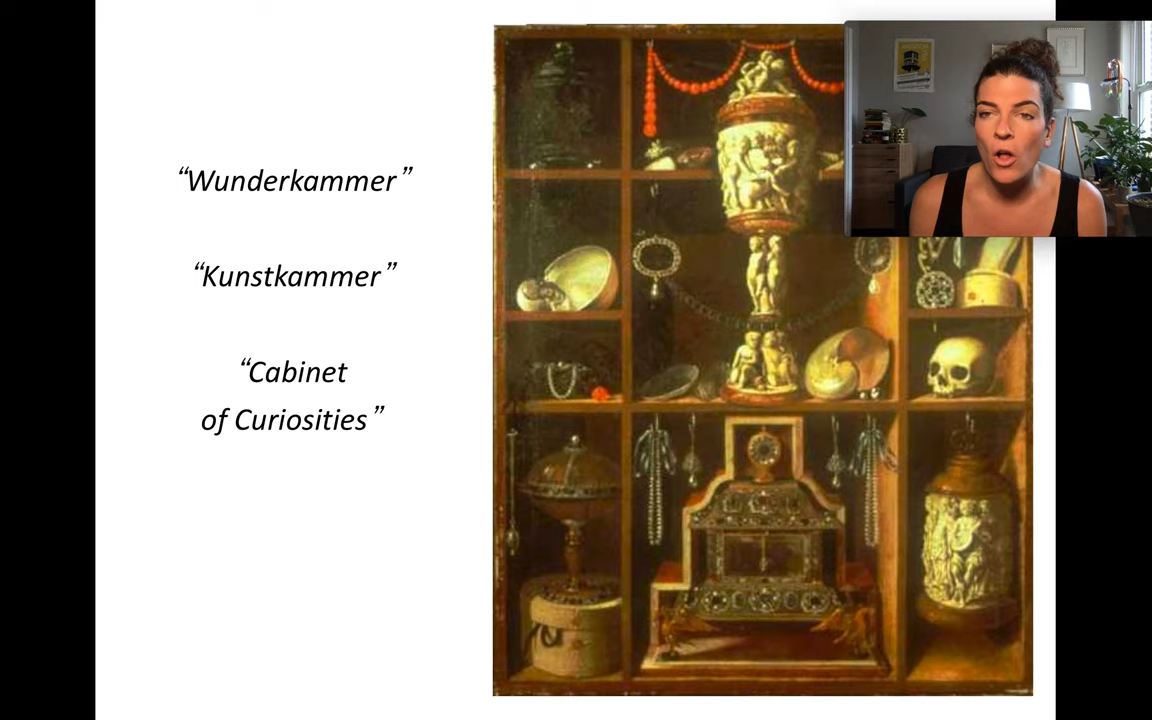 “Wunderkammer”
“Kunstkammer”
“Cabinet
of Curiosities”